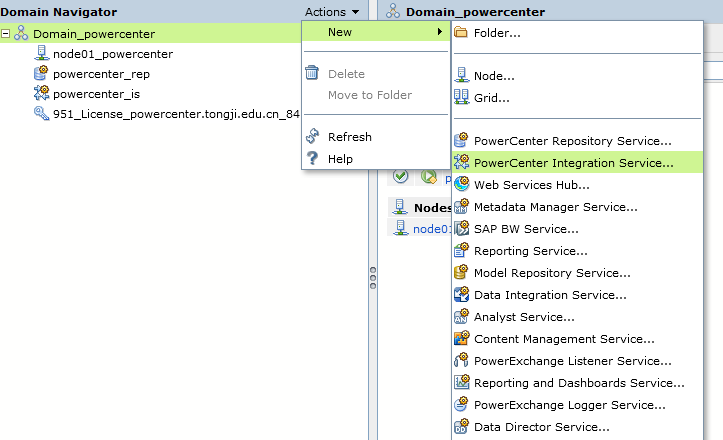 Domain Navigator
Actions
Domain_powercenter
node01_powercenter
powercenter_rep
powercenter_is
951_License_powercenter.tongji.edu.cn_84
New
Delete
Move to Folder
Refresh
Help
Domain_powercenter
Folder...
Node...
Grid...
PowerCenter Repository Service...
PowerCenter Integration Service...
Web Services Hub...
Metadata Manager Service...
SAP BW Service...
Reporting Service...
Model Repository Service...
Data Integration Service...
Analyst Service...
Content Management Service...
PowerExchange Listener Service...
Reporting and Dashboards Service...
PowerExchange Logger Service...
Data Director Service...
Nodes
node01